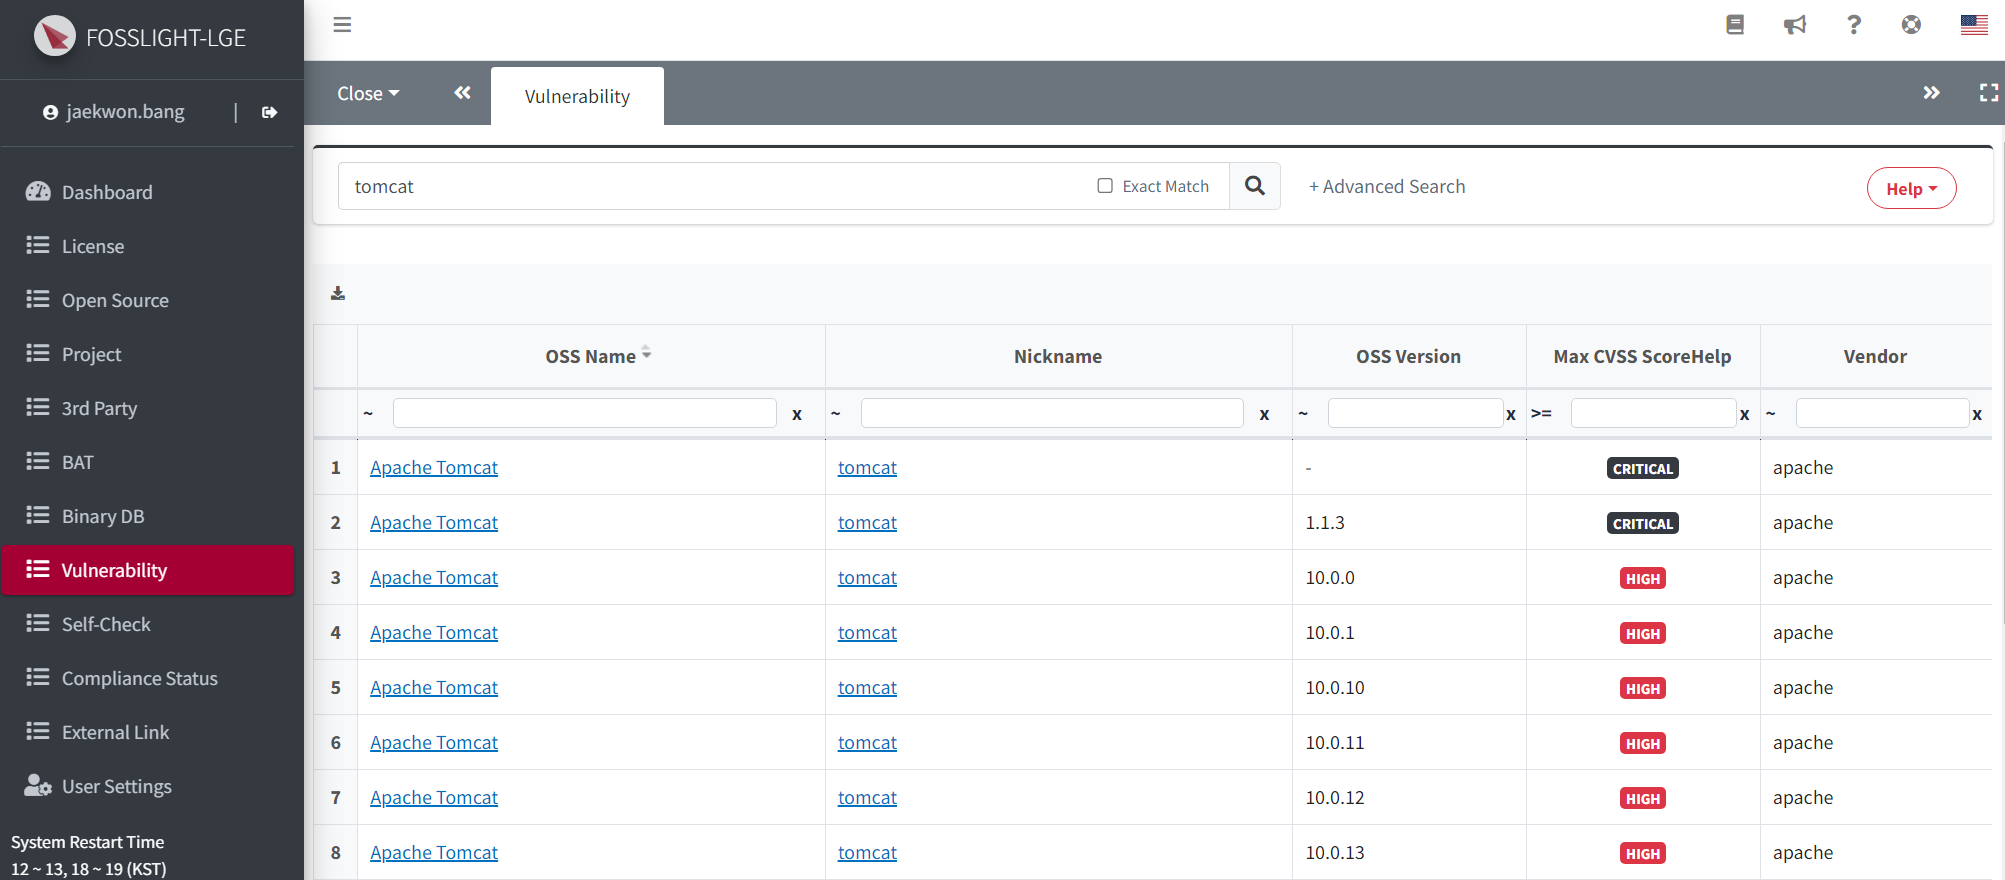 FOSSLIGHT-LGE
jaekwon.bang |
Dashboard
License
Open Source
Project
3rd Party
BAT
Binary DB
Vulnerability
Self-Check
Compliance Status
External Link
User Settings
System Restart Time
12 ~ 13, 18 ~ 19 (KST)
Close Vulnerability
tomcat Exact Match + Advanced Search Help
OSS Name Nickname OSS Version Max CVSS ScoreHelp Vendor
~ x ~ x ~ x >= x ~ x
1 Apache Tomcat tomcat - CRITICAL apache
2 Apache Tomcat tomcat 1.1.3 CRITICAL apache
3 Apache Tomcat tomcat 10.0.0 HIGH apache
4 Apache Tomcat tomcat 10.0.1 HIGH apache
5 Apache Tomcat tomcat 10.0.10 HIGH apache
6 Apache Tomcat tomcat 10.0.11 HIGH apache
7 Apache Tomcat tomcat 10.0.12 HIGH apache
8 Apache Tomcat tomcat 10.0.13 HIGH apache